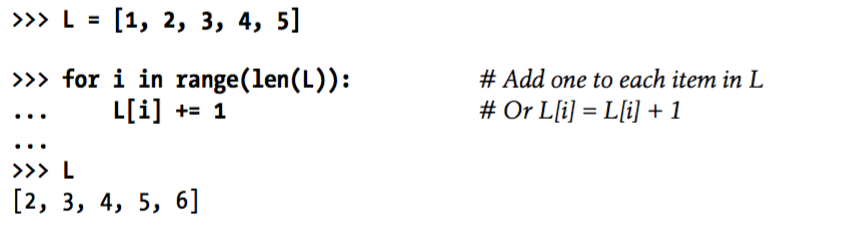 >>> L = [1, 2, 3, 4, 5]
>>> for i in range(len(L)): # Add one to each item in L
... L[i] += 1 # Or L[i] = L[i] + 1
...
>>> L
[2, 3, 4, 5, 6]